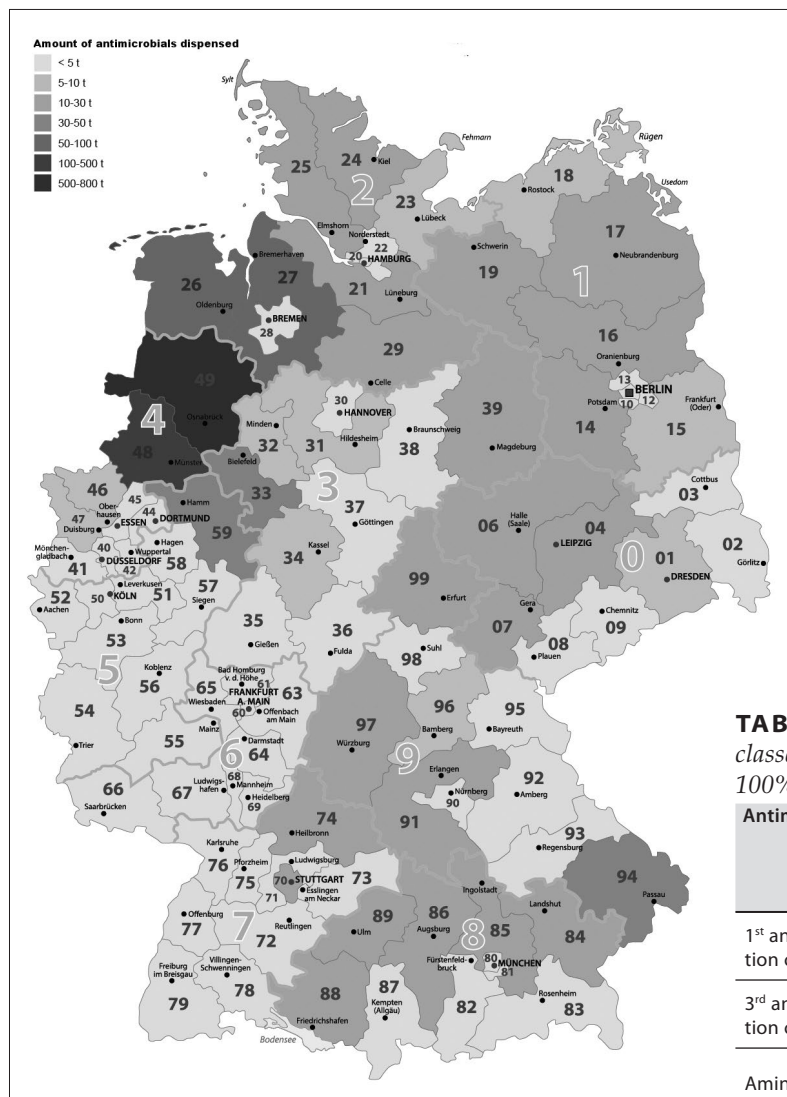 Amount of antimicrobials dispensed
< 5 t
5-10 t
10-30 t
30-50 t
50-100 t
100-500 t
500-800 t
Sylt
Fehmarn
Rügen
Usedom
24
Kiel
25
2
18
Rostock
23
Lübeck
17
Neubrandenburg
Elmshorn
Norderstedt
22
20
HAMBURG
Schwerin
19
1
Bremerhaven
26
27
Oldenburg
21
Lüneburg
BREMEN
28
16
Oranienburg
29
Celle
13
BERLIN
49
30
HANNOVER
Potsdam
10
12
Frankfurt
(Oder)
4
Osnabrück
Minden
39
14
15
Braunschweig
32
31
Hildesheim
38
Magdeburg
48
Münster
Bielefeld
46
45
Hamm
33
3
Cottbus
03
Ober-
hausen
44
47
Duisburg
ESSEN
DORTMUND
37
Göttingen
59
Halle
(Saale)
06
04
LEIPZIG
Mönchen-
gladbach
40
Hagen
Wuppertal
DÜSSELDORF
41
42
58
Kassel
34
0
01
DRESDEN
02
Görlitz
52
Leverkusen
50
KÖLN
51
57
Siegen
99
Erfurt
Aachen
Bonn
Gera
Chemnitz
53
35
Gießen
36
Fulda
07
08
09
Plauen
5
Suhl
98
Koblenz
56
Bad Homburg
v. d. Höhe
61
65
FRANKFURT
A. MAIN
63
54
Wiesbaden
60
Offenbach
am Main
97
Würzburg
96
Bamberg
95
Bayreuth
Trier
Mainz
55
Darmstadt
6
64
9
Erlangen
92
Amberg
66
67
68
Ludwigs-
hafen
Mannheim
Heidelberg
69
Nürnberg
90
Saarbrücken
74
91
93
Regensburg
Heilbronn
Karlsruhe
76
Pforzheim
75
Ludwigsburg
70
STUTTGART
73
71
Esslingen
am Neckar
94
Passau
Ingolstadt
Landshut
Offenburg
77
7
Reutlingen
72
89
Ulm
86
Augsburg
8
85
84
Freiburg
im Breisgau
Villingen-
Schwenningen
Fürstenfeld-
bruck
80
MÜNCHEN
81
79
78
88
87
Kempten
(Allgäu)
82
Rosenheim
83
Friedrichshafen
Bodensee
TAB
classe
100%
Antim
1st an
tion c
3rd an
tion c
Amin